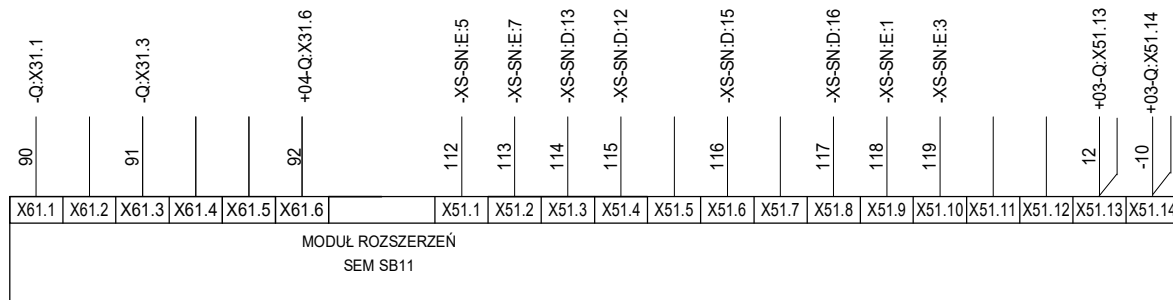 -Q:X31.1
-Q:X31.3
+04-Q:X31.6
-XS-SN:E:5
-XS-SN:E:7
-XS-SN:D:13
-XS-SN:D:12
-XS-SN:D:15
-XS-SN:D:16
-XS-SN:E:1
-XS-SN:E:3
+03-Q:X51.13
+03-Q:X51.14
90
91
92
112
113
114
115
116
117
118
119
12
-10
X61.1 X61.2 X61.3 X61.4 X61.5 X61.6 X51.1 X51.2 X51.3 X51.4 X51.5 X51.6 X51.7 X51.8 X51.9 X51.10 X51.11 X51.12 X51.13 X51.14
MODUŁ ROZSZERZEŃ
SEM SB11